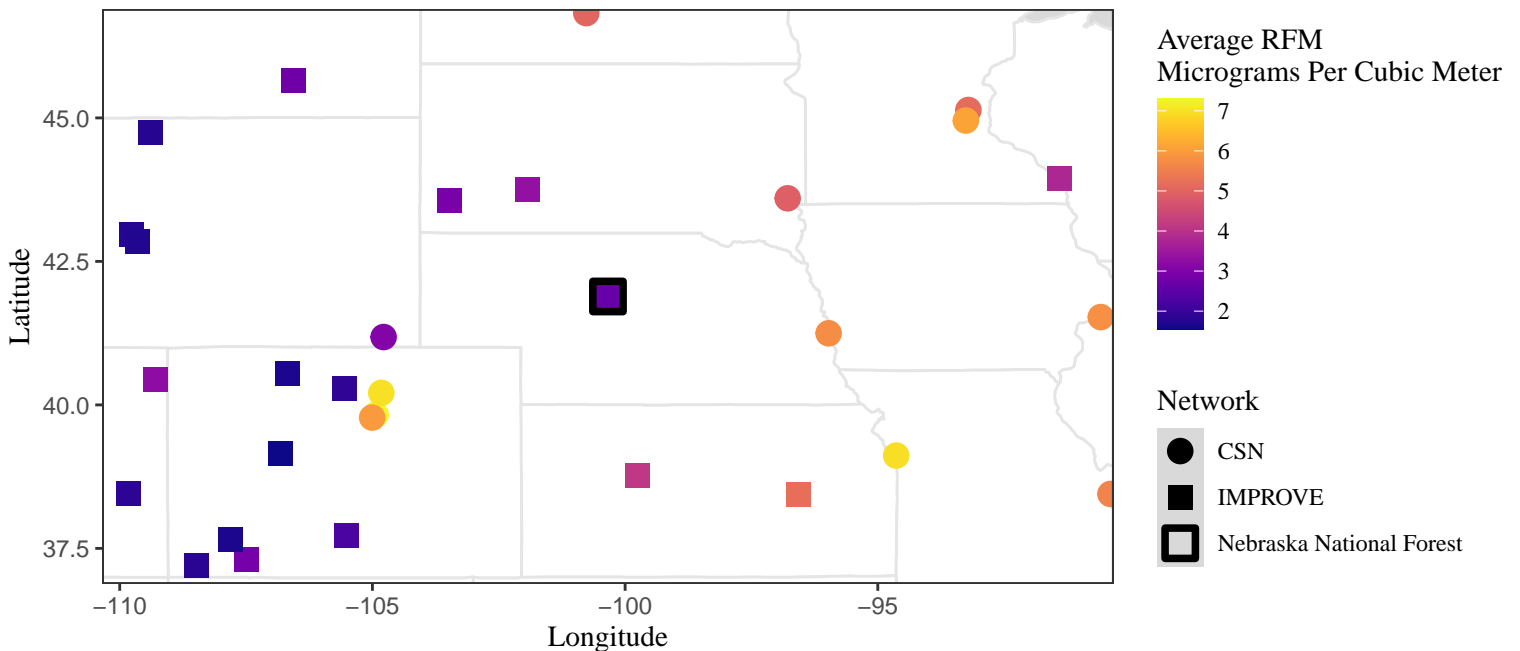 Average RFM
Micrograms Per Cubic Meter
7
6
5
4
3
2
Network
CSN
IMPROVE
Nebraska National Forest
Latitude
45.0
42.5
40.0
37.5
−110
−105
−100
−95
Longitude